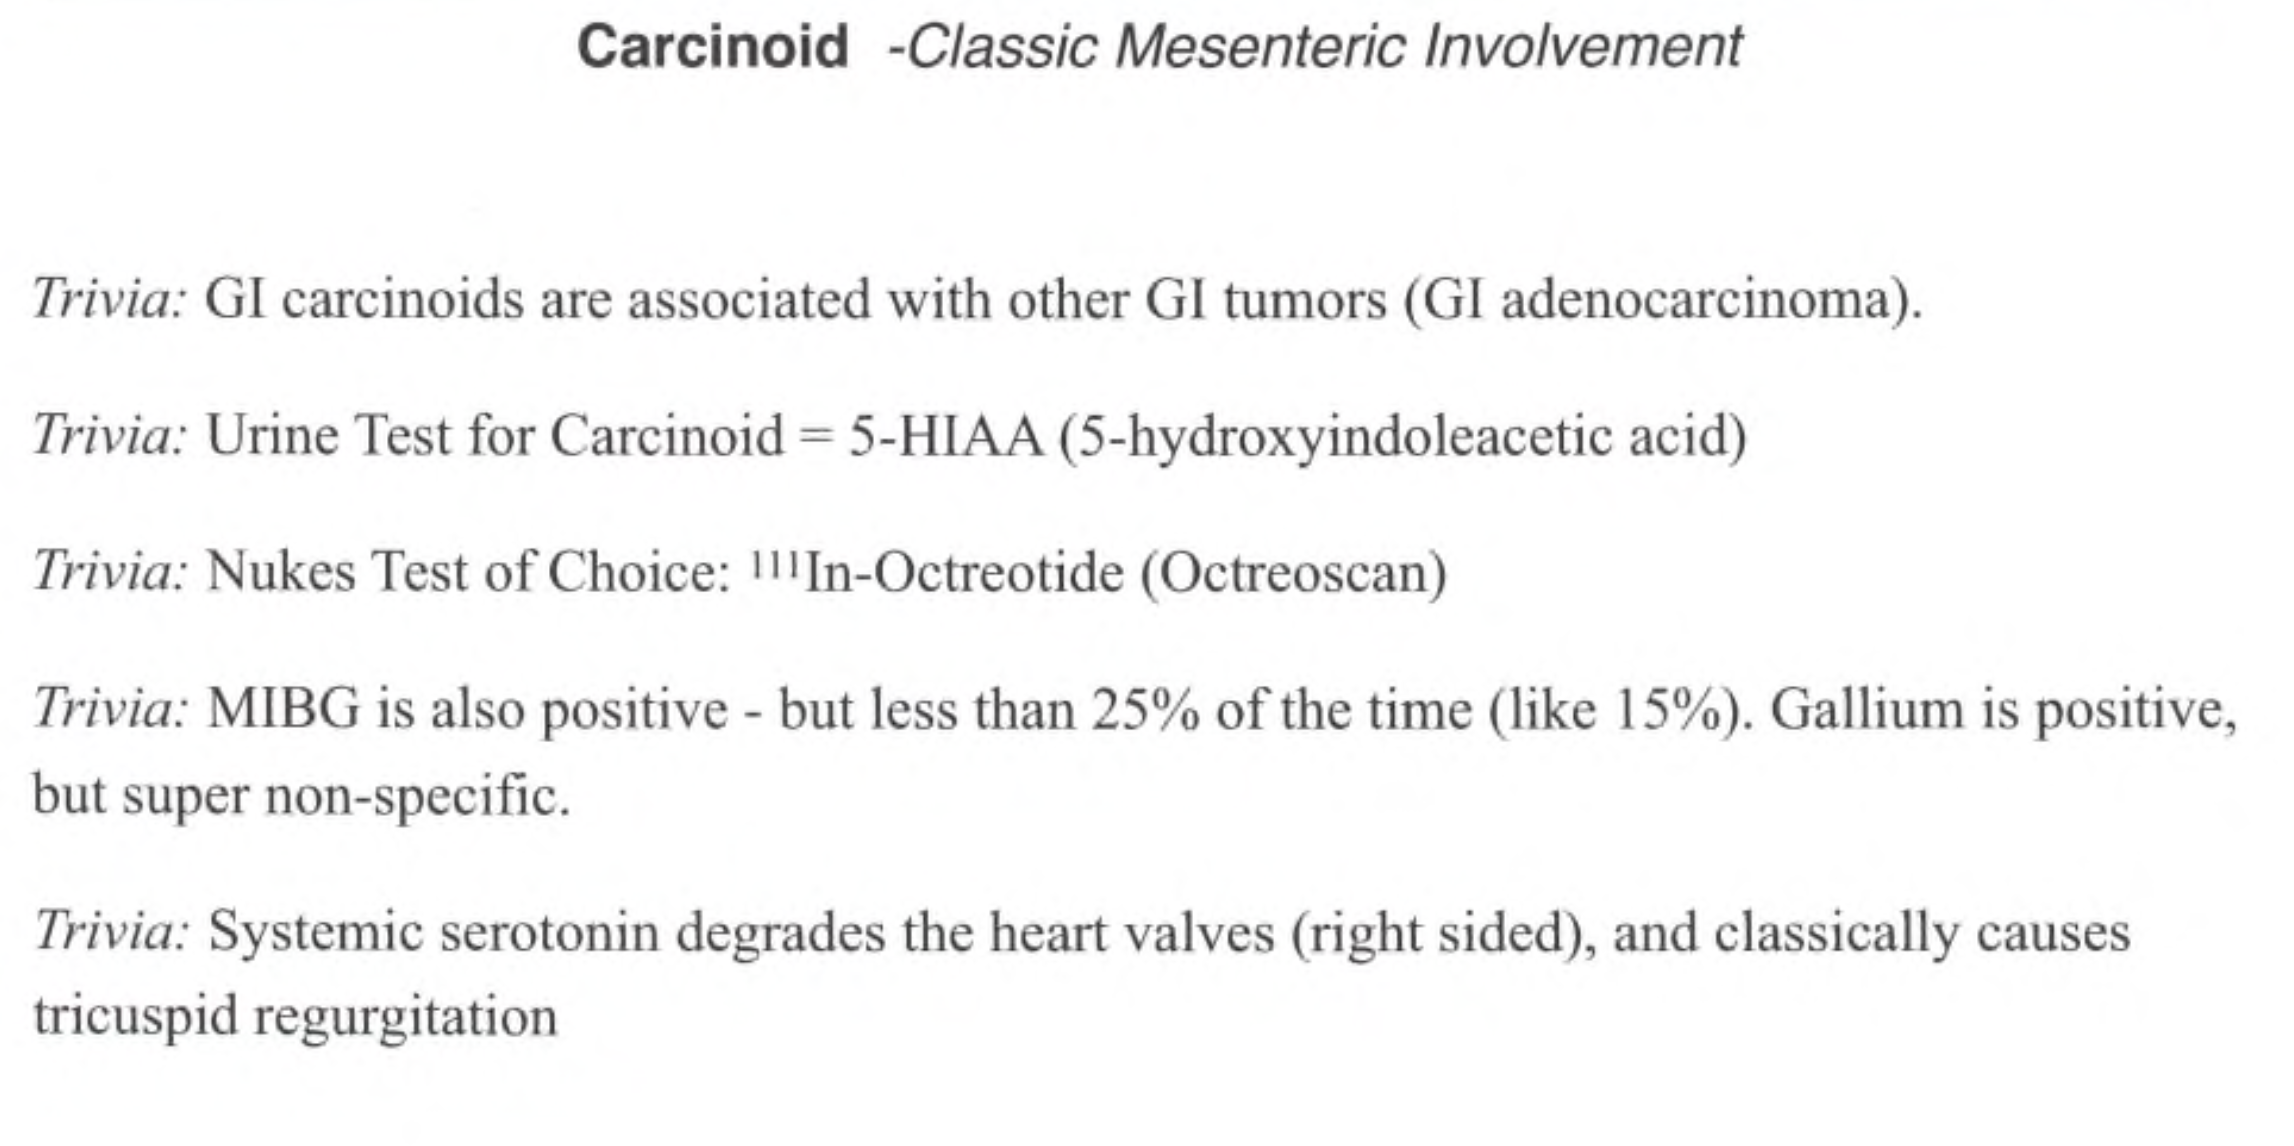 Carcinoid -Classic Mesenteric Involvement
Trivia: GI carcinoids are associated with other GI tumors (GI adenocarcinoma).
Trivia: Urine Test for Carcinoid = 5-HIAA (5-hydroxyindoleacetic acid)
Trivia: Nukes Test of Choice: ¹¹¹In-Octreotide (Octreoscan)
Trivia: MIBG is also positive - but less than 25% of the time (like 15%). Gallium is positive,
but super non-specific.
Trivia: Systemic serotonin degrades the heart valves (right sided), and classically causes
tricuspid regurgitation